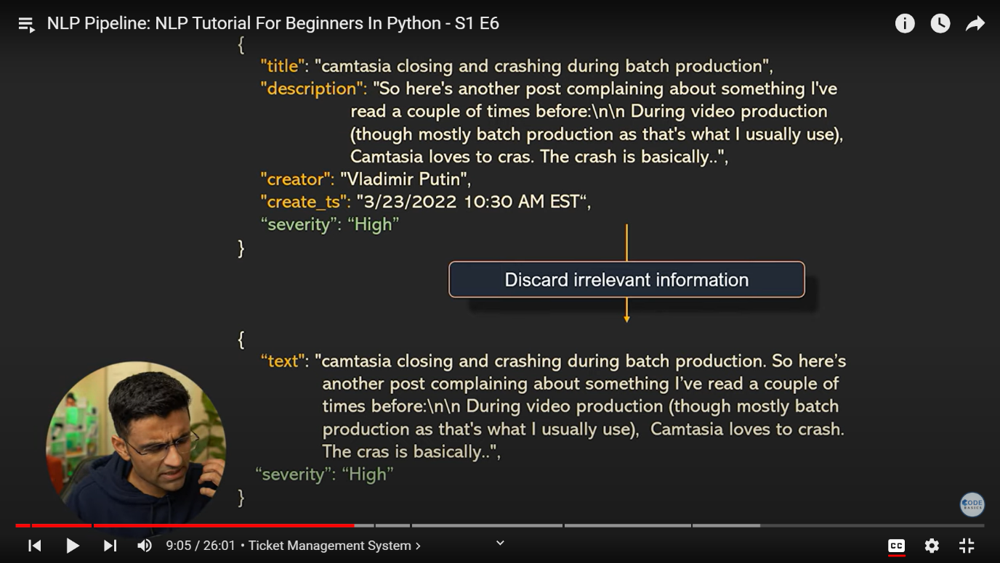 NLP Pipeline: NLP Tutorial For Beginners In Python - S1 E6
{
"title": "camtasia closing and crashing during batch production",
"description": "So here's another post complaining about something I've
read a couple of times before:\n\n During video production
(though mostly batch production as that's what I usually use),
Camtasia loves to cras. The crash is basically..",
"creator": "Vladimir Putin",
"create_ts": "3/23/2022 10:30 AM EST“,
“severity”: “High”
}
Discard irrelevant information
{
“text": "camtasia closing and crashing during batch production. So here’s
another post complaining about something I’ve read a couple of
times before:\n\n During video production (though mostly batch
production as that's what I usually use),  Camtasia loves to crash.
The cras is basically..",
“severity”: “High”
}
CODE
BASICS
9:05 / 26:01 • Ticket Management System ›
CC